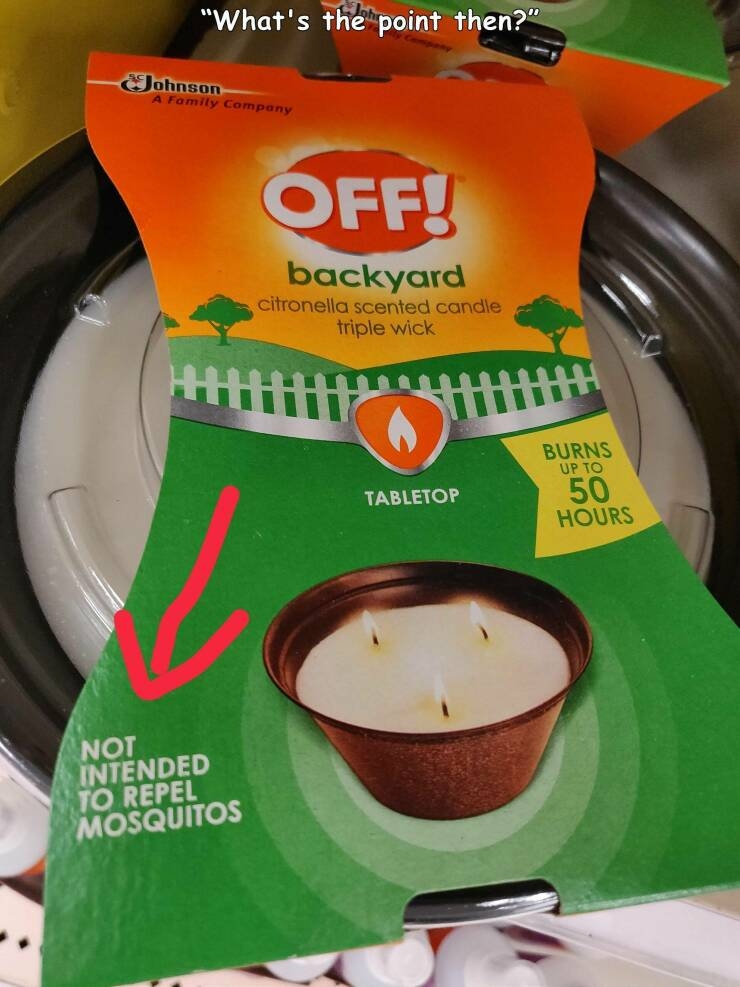 "What's the point then?"
SC Johnson
A Family Company
OFF!
backyard
citronella scented candle
triple wick
TABLETOP
BURNS
UP TO
50
HOURS
NOT
INTENDED
TO REPEL
MOSQUITOS